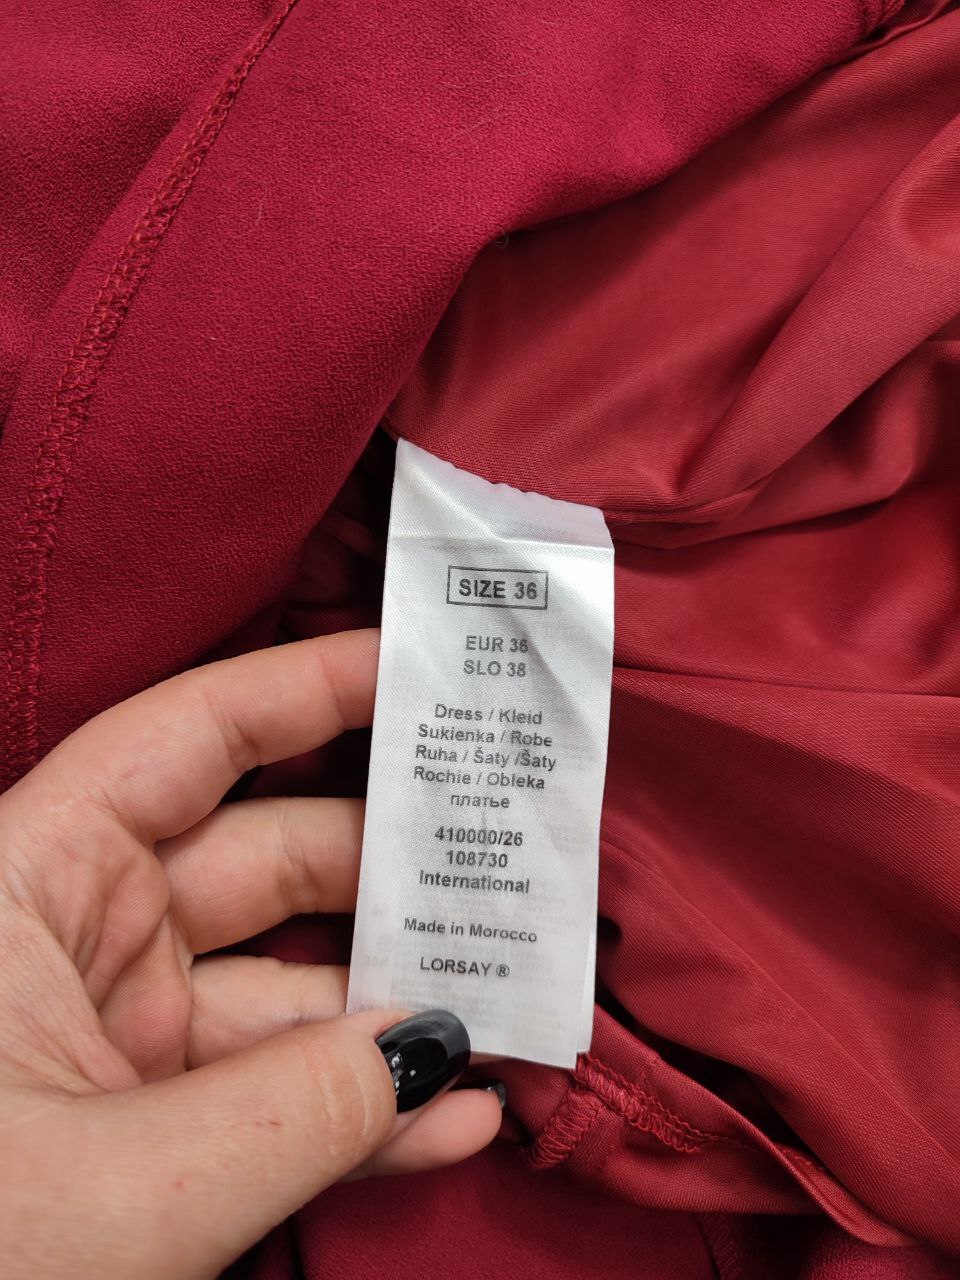 SIZE 36
EUR 36
SLO 38
Dress / Kleid
Sukienka / Robe
Ruha / Šaty /Šaty
Rochie / Obleka
платье
410000/26
108730
International
Made in Morocco
LORSAY ®